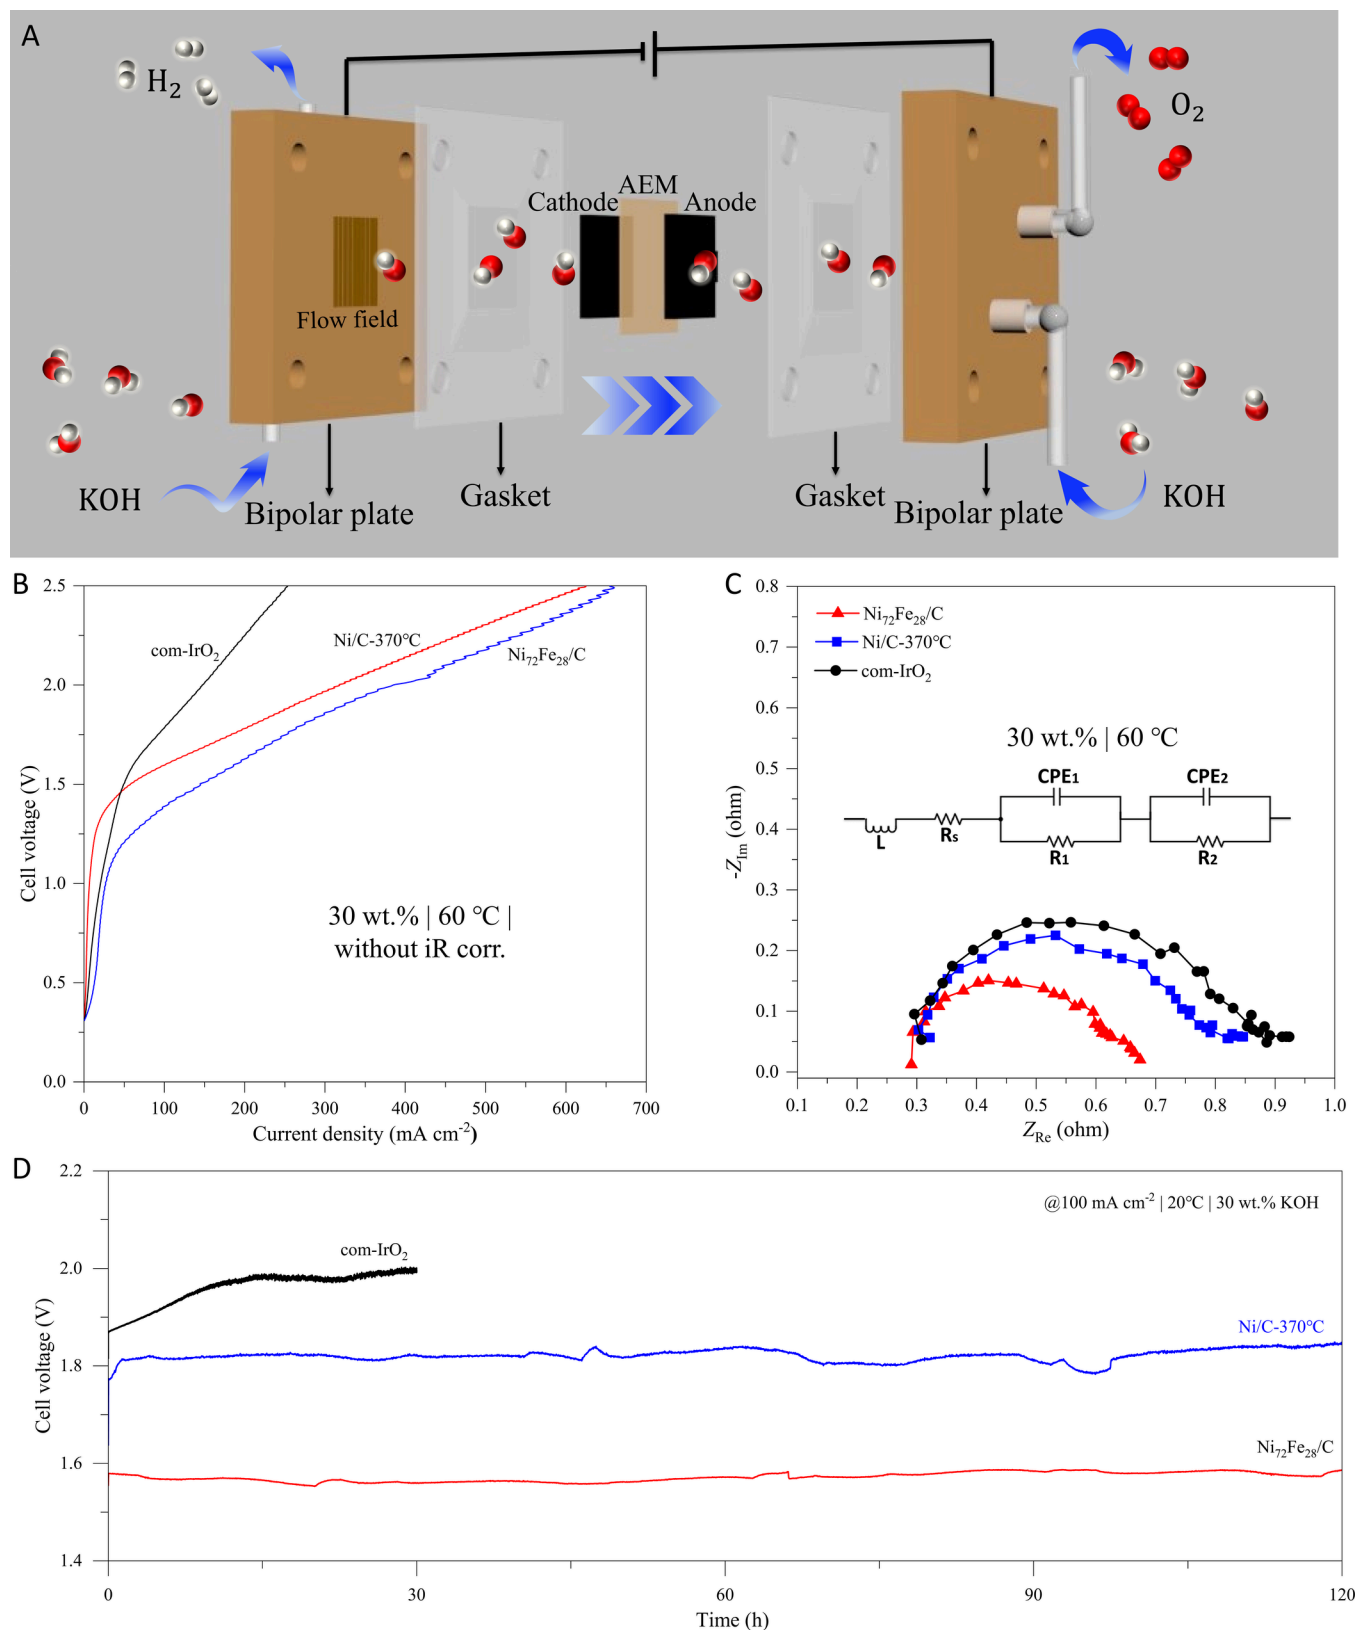 A
H₂
O₂
AEM
Cathode
Anode
Flow field
KOH
Bipolar plate
Gasket
Gasket
Bipolar plate
KOH
B
2.5
2.0
1.5
1.0
0.5
0.0
Cell voltage (V)
com-IrO₂
Ni/C-370℃
Ni₇₂Fe₂₈/C
30 wt.% | 60 ℃ |
without iR corr.
0 100 200 300 400 500 600 700
Current density (mA cm⁻²)
C
0.8
0.7
0.6
0.5
0.4
0.3
0.2
0.1
0.0
-Z_Im (ohm)
Ni₇₂Fe₂₈/C
Ni/C-370℃
com-IrO₂
30 wt.% | 60 ℃
CPE₁
CPE₂
L
Rs
R₁
R₂
0.1 0.2 0.3 0.4 0.5 0.6 0.7 0.8 0.9 1.0
Z_Re (ohm)
D
2.2
2.0
1.8
1.6
1.4
Cell voltage (V)
@100 mA cm⁻² | 20℃ | 30 wt.% KOH
com-IrO₂
Ni/C-370℃
Ni₇₂Fe₂₈/C
0 30 60 90 120
Time (h)